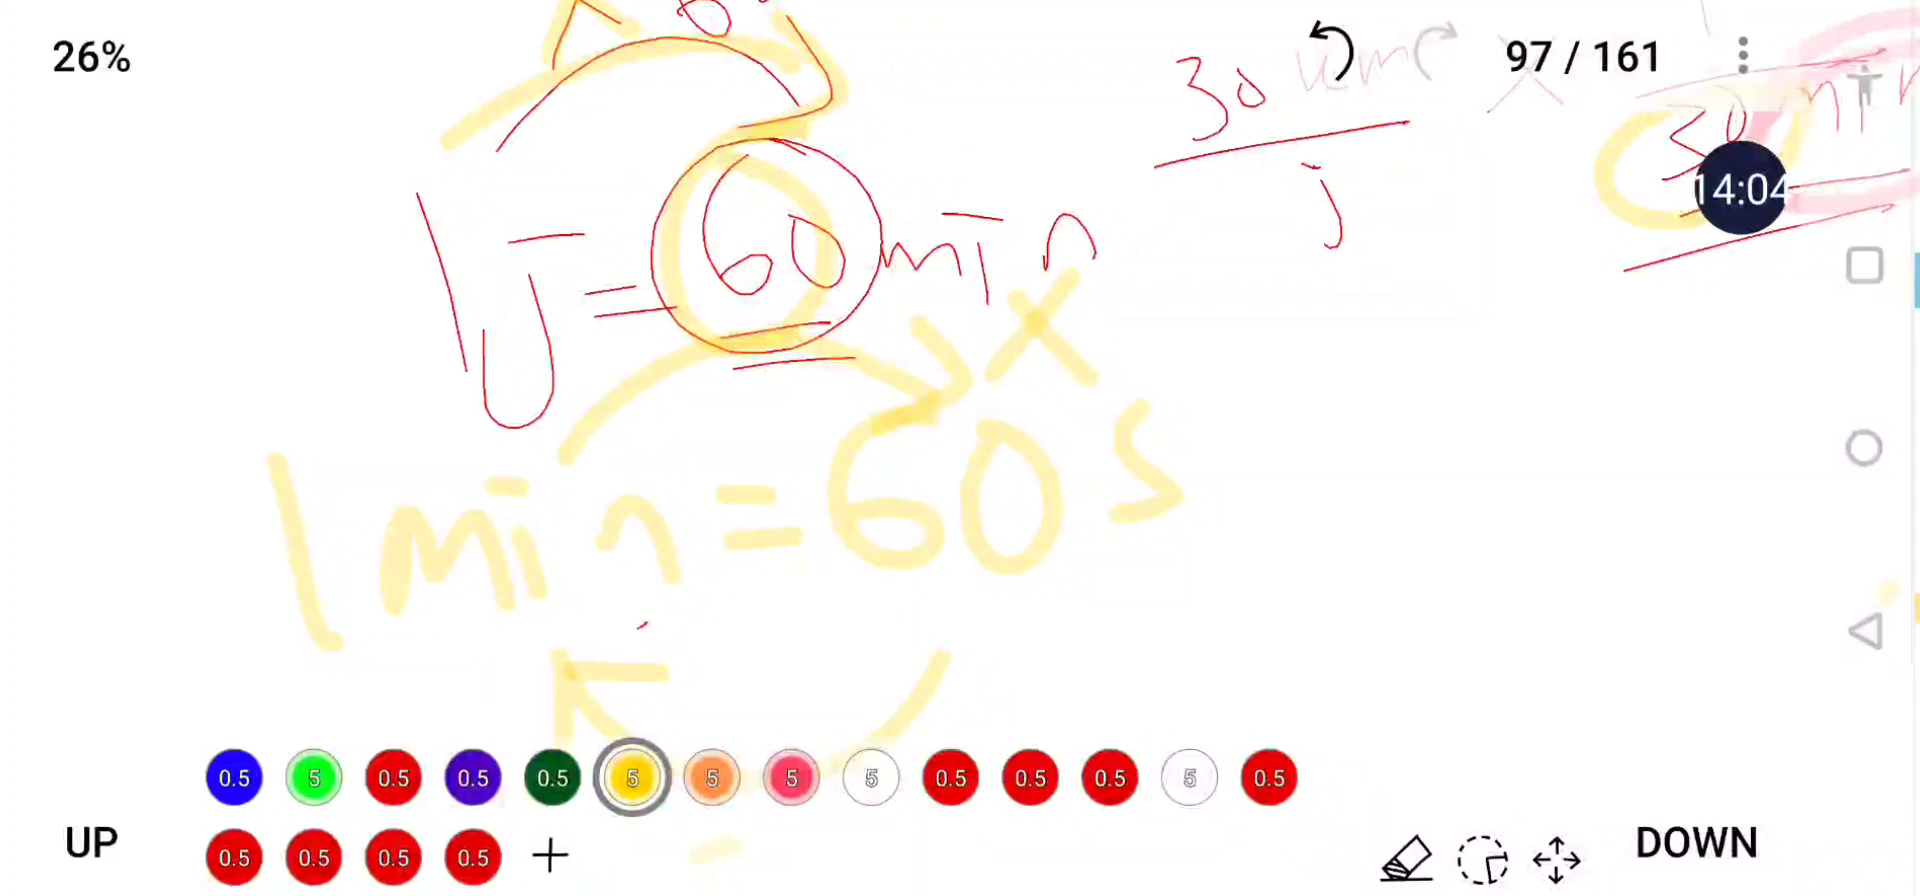 26%
97 / 161
30
j
30
14:04
1J = 60 min
1 min = 60 s
0.5 5 0.5 0.5 0.5 5 5 5 5 0.5 0.5 0.5 5 0.5
UP
0.5 0.5 0.5 0.5 +
DOWN